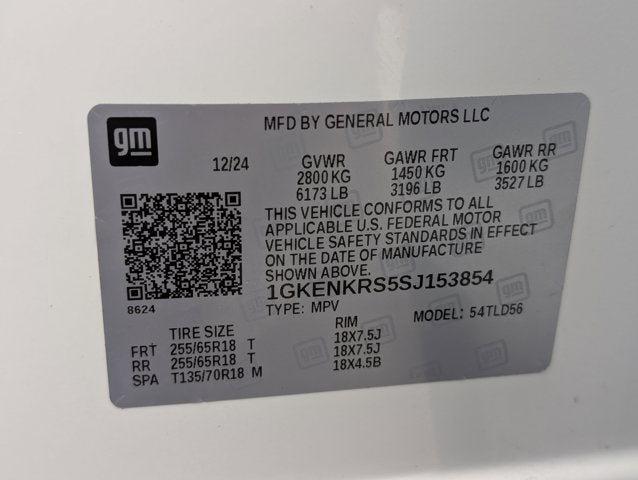 gm
MFD BY GENERAL MOTORS LLC
12/24 GVWR GAWR FRT GAWR RR
2800 KG 1450 KG 1600 KG
6173 LB 3196 LB 3527 LB
THIS VEHICLE CONFORMS TO ALL
APPLICABLE U.S. FEDERAL MOTOR
VEHICLE SAFETY STANDARDS IN EFFECT
ON THE DATE OF MANUFACTURE
SHOWN ABOVE.
1GKENKRS5SJ153854
8624
TYPE: MPV MODEL: 54TLD56
TIRE SIZE RIM
FRT 255/65R18 T 18X7.5J
RR 255/65R18 T 18X7.5J
SPA T135/70R18 M 18X4.5B